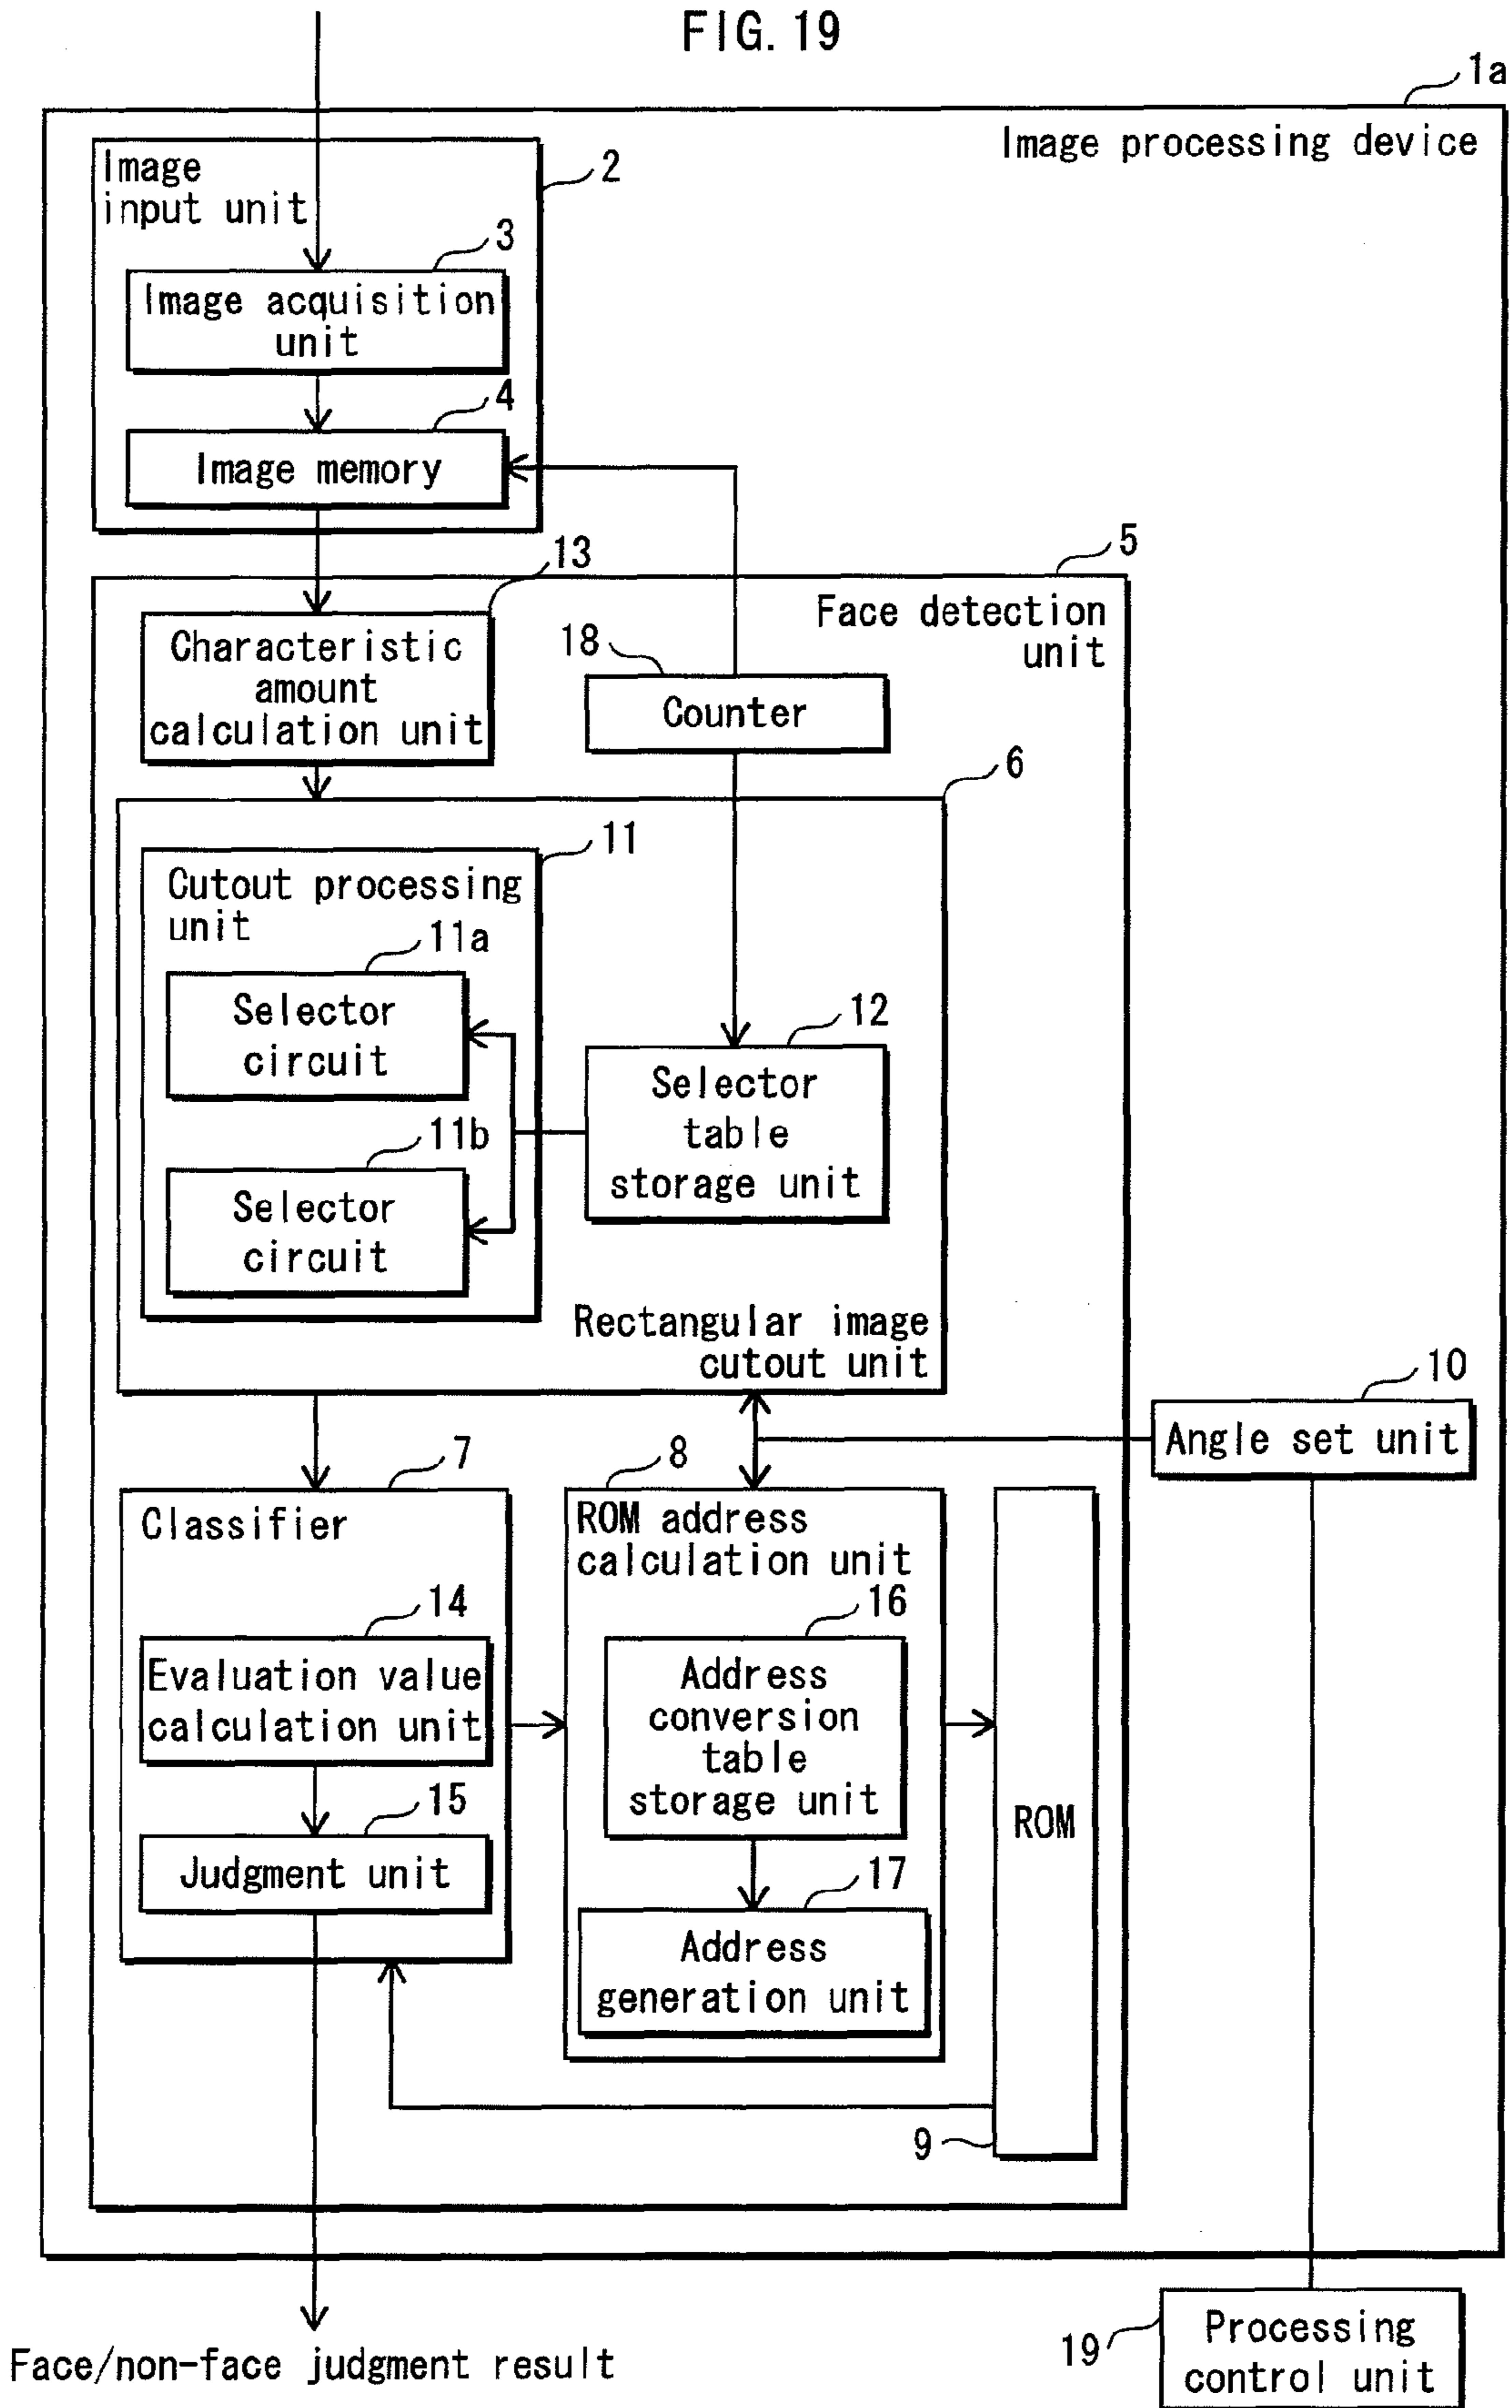 FIG. 19
1a
Image processing device
Image
input unit
2
3
Image acquisition
unit
4
Image memory
5
Face detection
unit
13
Characteristic
amount
calculation unit
18
Counter
6
11
Cutout processing
unit
11a
Selector
circuit
11b
Selector
circuit
12
Selector
table
storage unit
Rectangular image
cutout unit
10
Angle set unit
7
Classifier
14
Evaluation value
calculation unit
15
Judgment unit
8
ROM address
calculation unit
16
Address
conversion
table
storage unit
17
Address
generation unit
ROM
9
Face/non-face judgment result
19
Processing
control unit